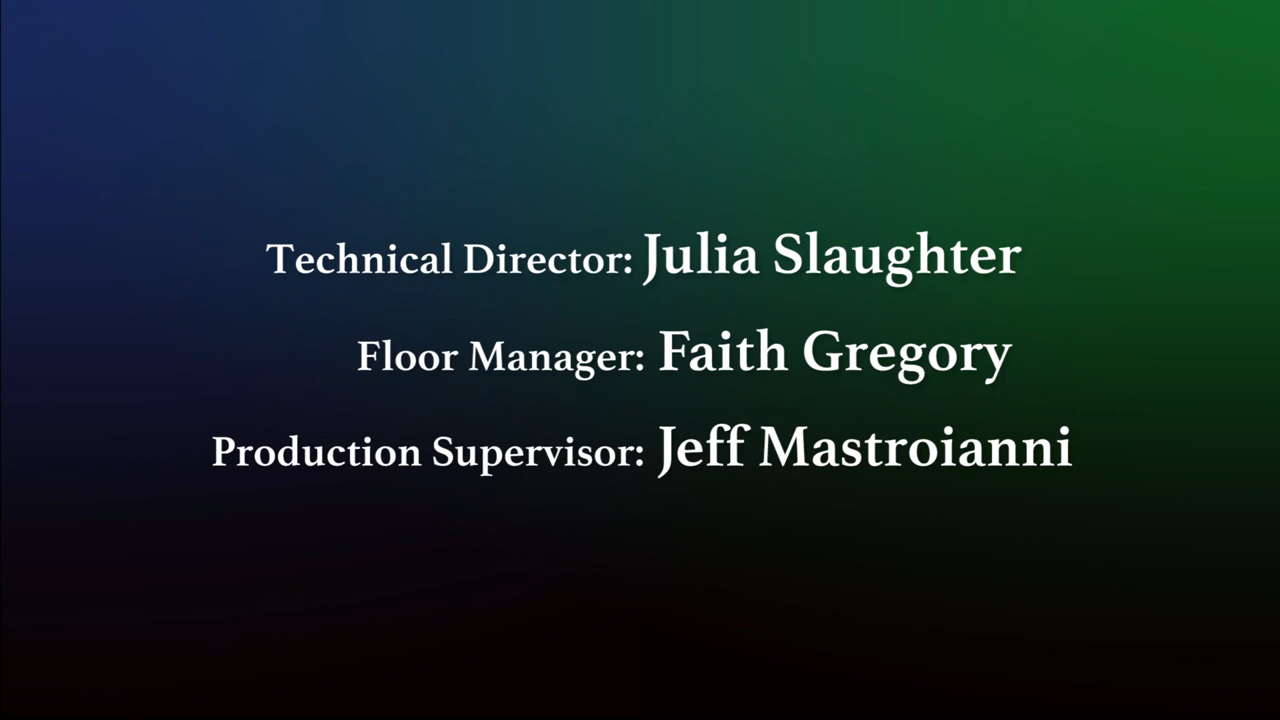 Technical Director: Julia Slaughter
Floor Manager: Faith Gregory
Production Supervisor: Jeff Mastroianni